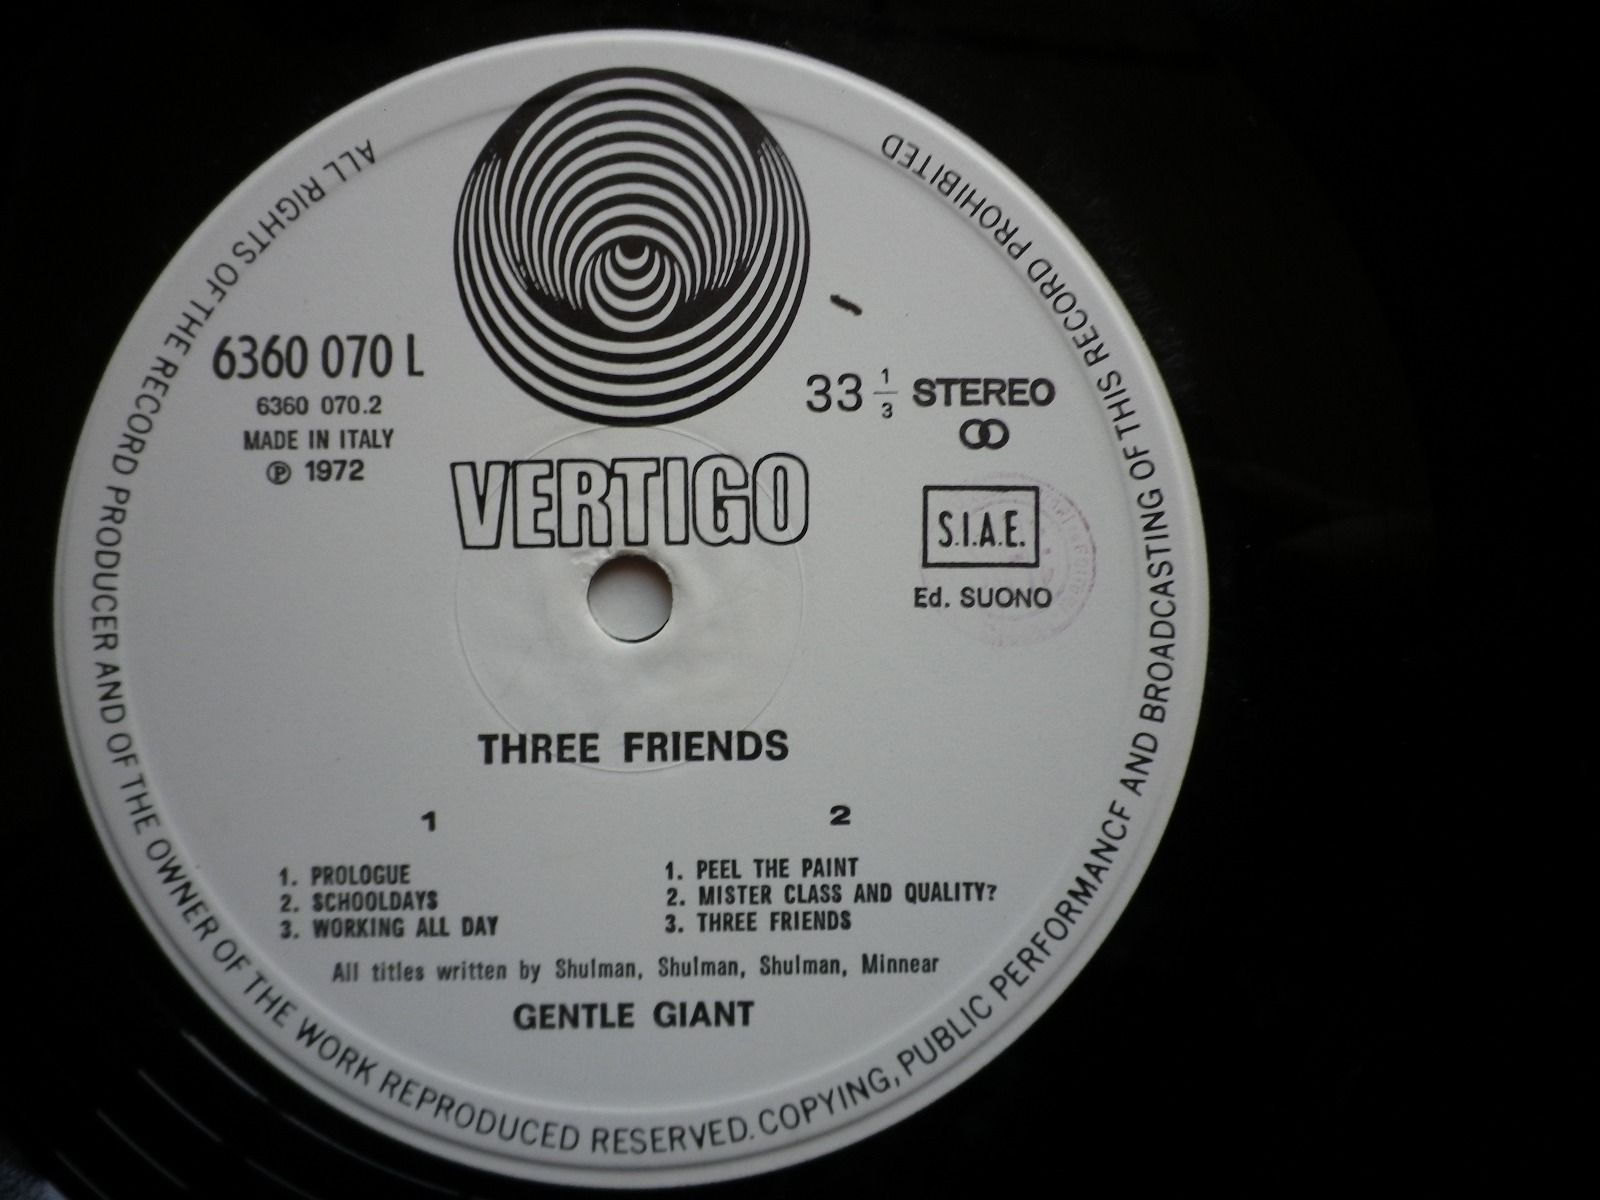 ALL RIGHTS OF THE RECORD PRODUCER AND OF THE OWNER OF THE WORK REPRODUCED RESERVED. COPYING, PUBLIC PERFORMANCE AND BROADCASTING OF THIS RECORD PROHIBITED
6360 070 L
6360 070.2
MADE IN ITALY
℗ 1972
33 1/3 STEREO
VERTIGO
S.I.A.E.
Ed. SUONO
THREE FRIENDS
1
1. PROLOGUE
2. SCHOOLDAYS
3. WORKING ALL DAY
2
1. PEEL THE PAINT
2. MISTER CLASS AND QUALITY?
3. THREE FRIENDS
All titles written by Shulman, Shulman, Shulman, Minnear
GENTLE GIANT